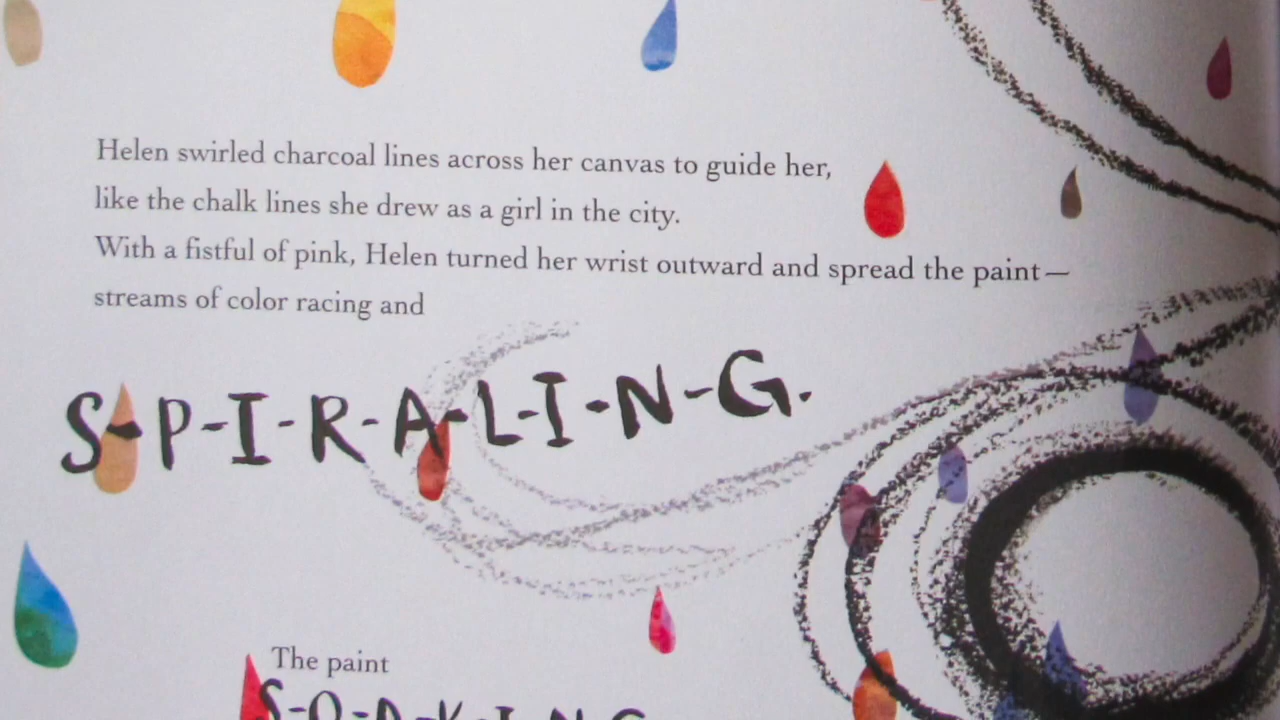 Helen swirled charcoal lines across her canvas to guide her,
like the chalk lines she drew as a girl in the city.
With a fistful of pink, Helen turned her wrist outward and spread the paint—
streams of color racing and
S-P-I-R-A-L-I-N-G.
The paint
S-O-A-K-I-N-G